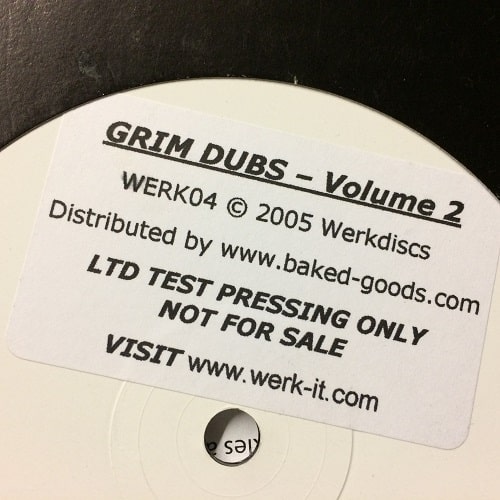 GRIM DUBS – Volume 2
WERK04 © 2005 Werkdiscs
Distributed by www.baked-goods.com
LTD TEST PRESSING ONLY
NOT FOR SALE
VISIT www.werk-it.com